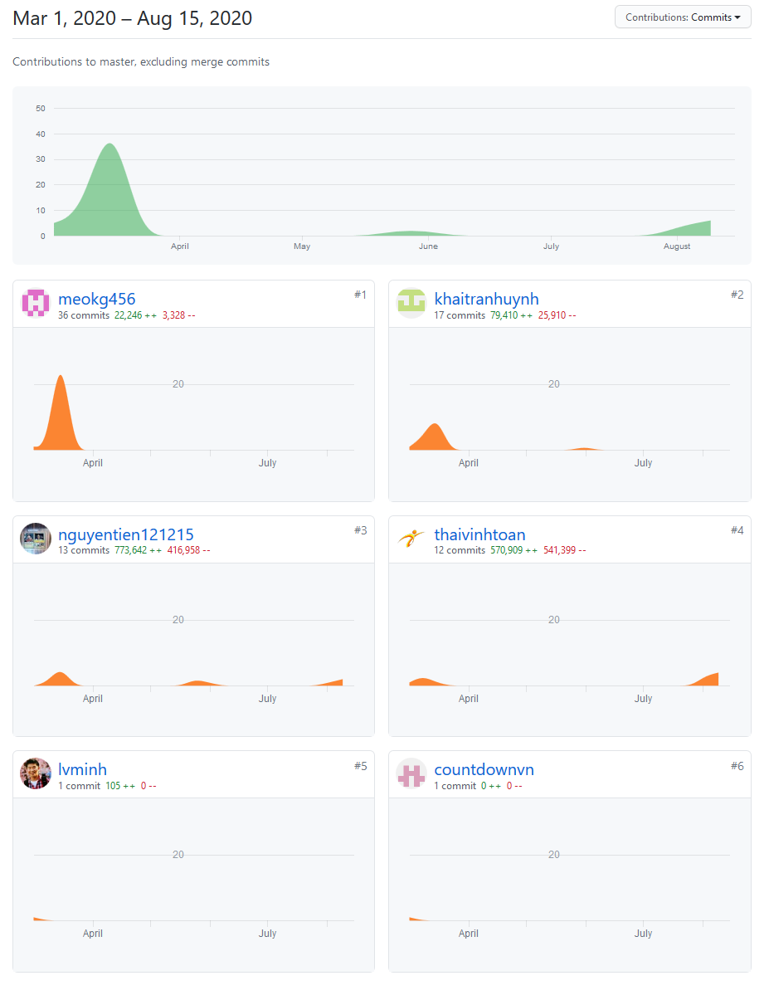 Mar 1, 2020 – Aug 15, 2020
Contributions: Commits
Contributions to master, excluding merge commits
50
40
30
20
10
0
April May June July August
meokg456 #1
36 commits 22,246 ++ 3,328 --
20
April July
khaitranhuynh #2
17 commits 79,410 ++ 25,910 --
20
April July
nguyentien121215 #3
13 commits 773,642 ++ 416,958 --
20
April July
thaivinhtoan #4
12 commits 570,909 ++ 541,399 --
20
April July
lvminh #5
1 commit 105 ++ 0 --
20
April July
countdownvn #6
1 commit 0 ++ 0 --
20
April July